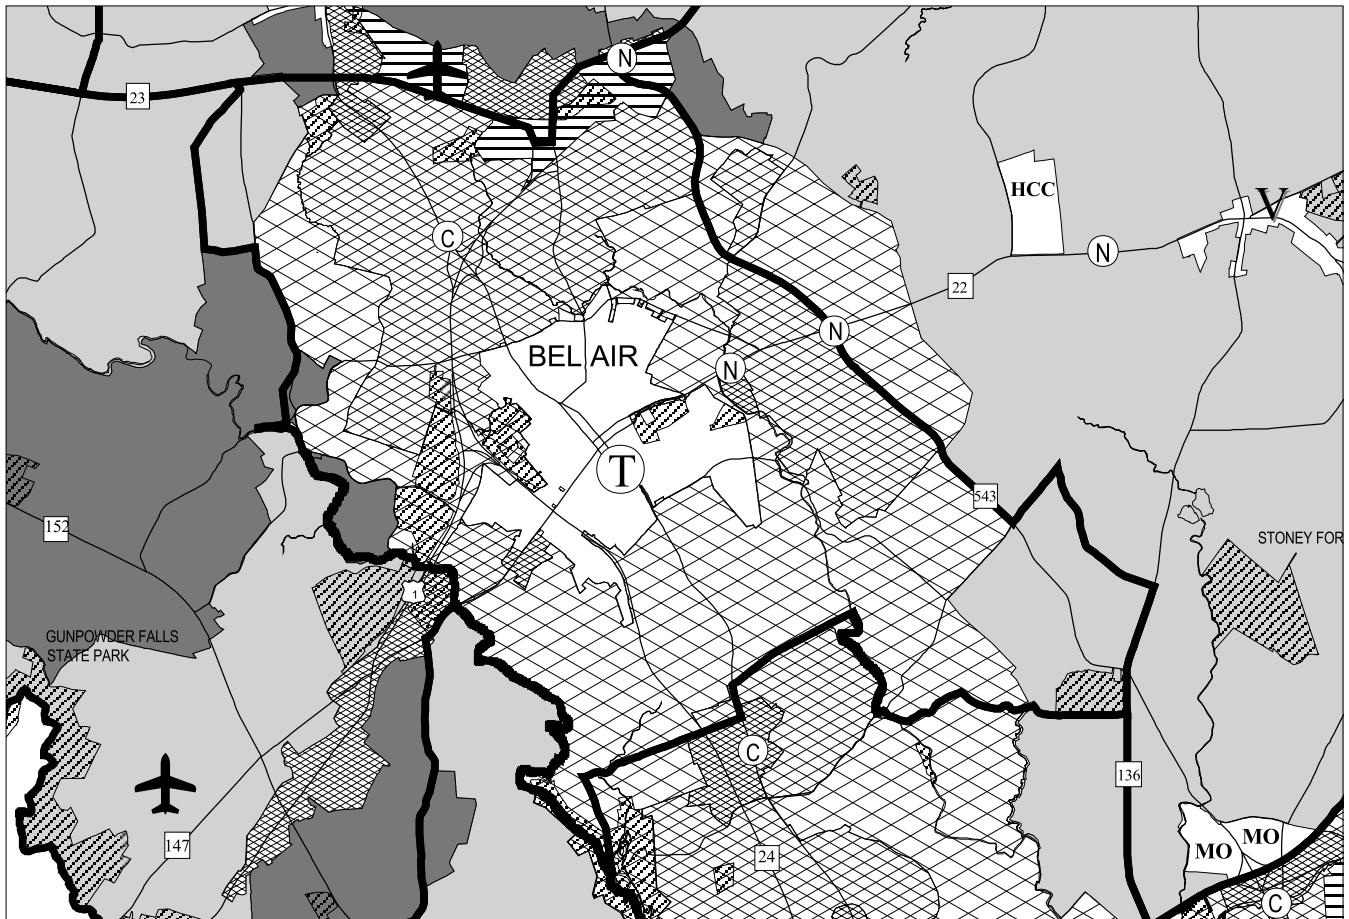 N
23
HCC
V
C
N
22
N
BEL AIR
N
T
543
152
STONEY FOR
1
GUNPOWDER FALLS
STATE PARK
C
136
147
24
MO
MO
C